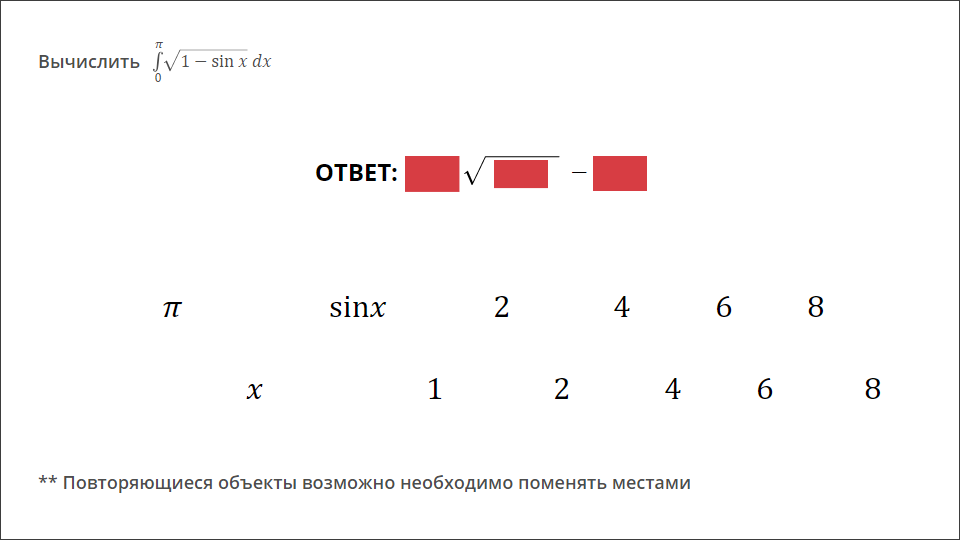 Вычислить ∫₀^π √(1 − sin x) dx
ОТВЕТ: √ −
π sinx 2 4 6 8
x 1 2 4 6 8
** Повторяющиеся объекты возможно необходимо поменять местами